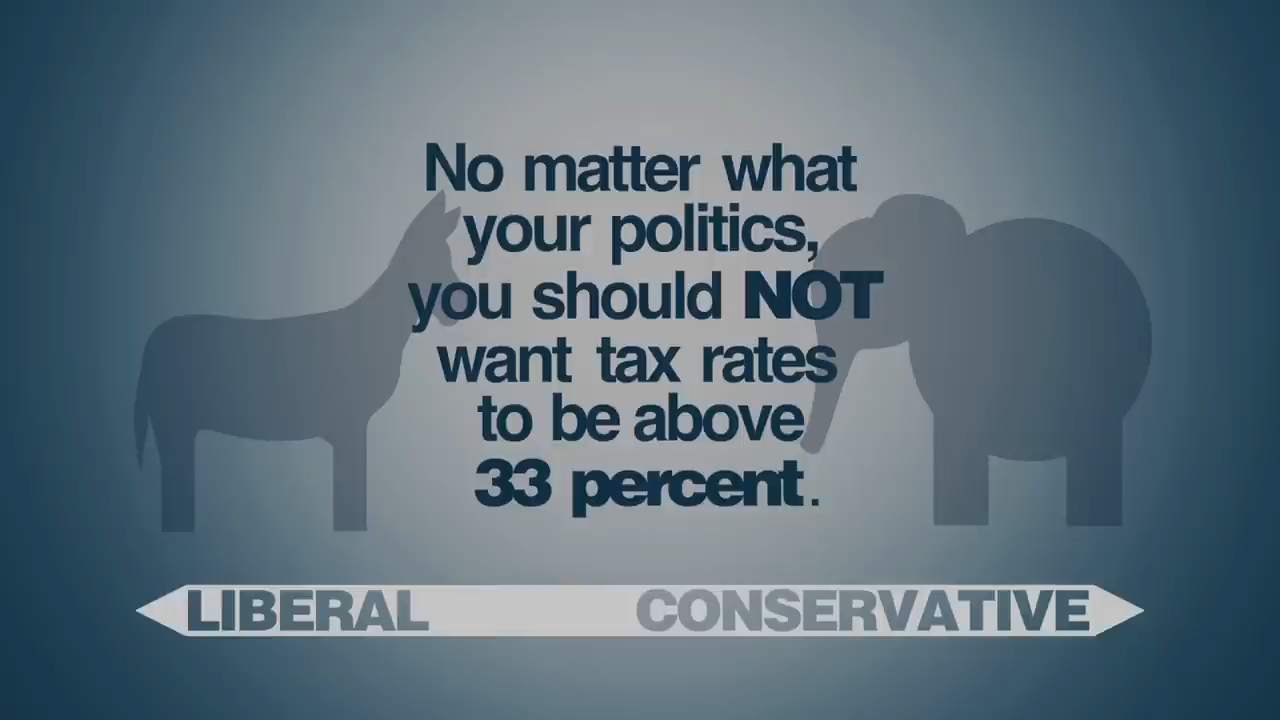 No matter what
your politics,
you should NOT
want tax rates
to be above
33 percent.
LIBERAL
CONSERVATIVE